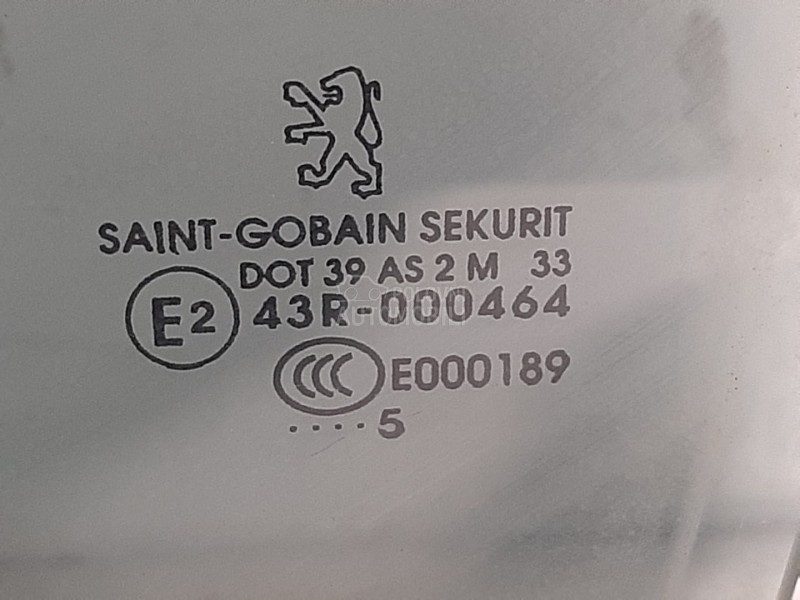 SAINT-GOBAIN SEKURIT
DOT 39 AS 2 M 33
E2 43R-000464
CCC E000189
....5